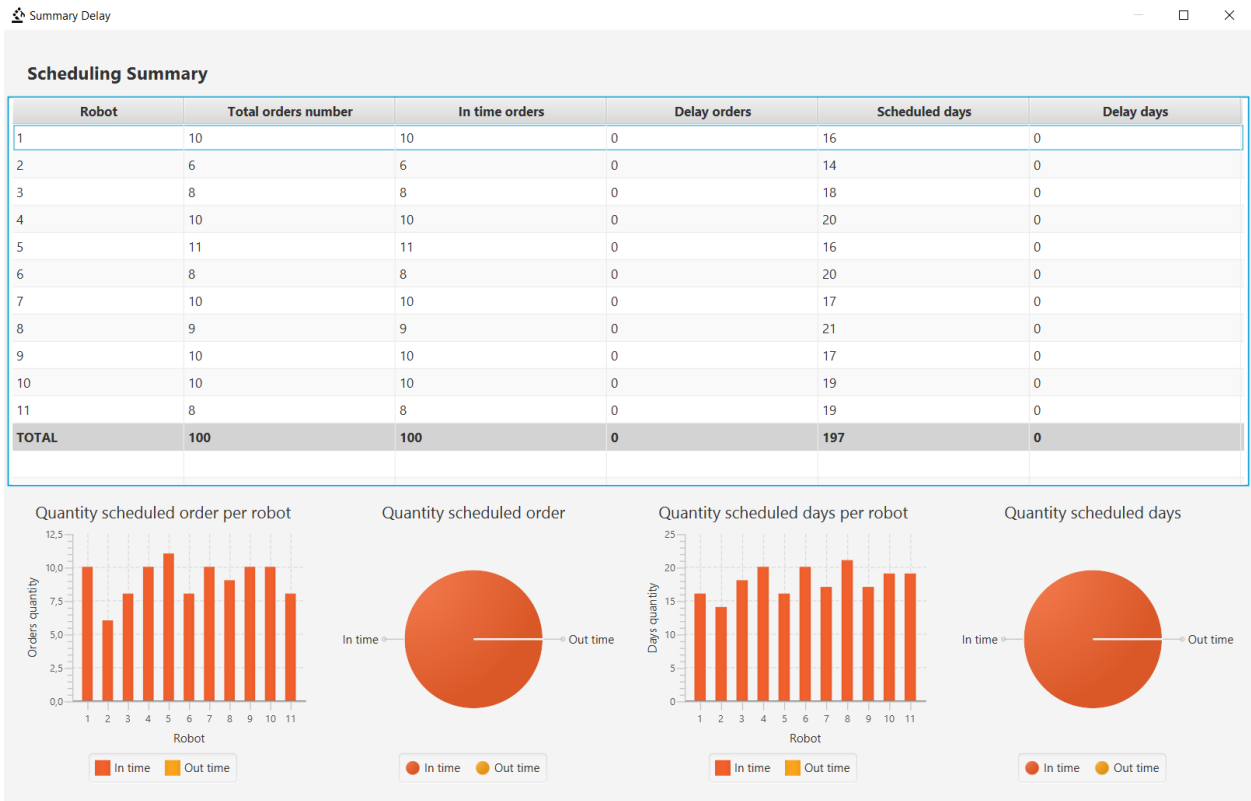 Summary Delay
Scheduling Summary
Robot Total orders number In time orders Delay orders Scheduled days Delay days
1 10 10 0 16 0
2 6 6 0 14 0
3 8 8 0 18 0
4 10 10 0 20 0
5 11 11 0 16 0
6 8 8 0 20 0
7 10 10 0 17 0
8 9 9 0 21 0
9 10 10 0 17 0
10 10 10 0 19 0
11 8 8 0 19 0
TOTAL 100 100 0 197 0
Quantity scheduled order per robot
12,5
10,0
7,5
5,0
2,5
0,0
Orders quantity
1 2 3 4 5 6 7 8 9 10 11
Robot
In time Out time
Quantity scheduled order
In time Out time
In time Out time
Quantity scheduled days per robot
25
20
15
10
5
0
Days quantity
1 2 3 4 5 6 7 8 9 10 11
Robot
In time Out time
Quantity scheduled days
In time Out time
In time Out time